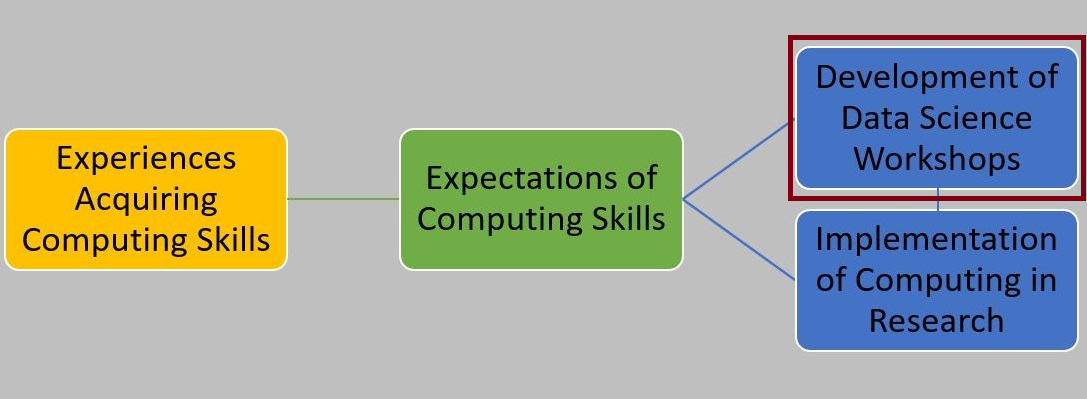 Experiences
Acquiring
Computing Skills
Expectations of
Computing Skills
Development of
Data Science
Workshops
Implementation
of Computing in
Research